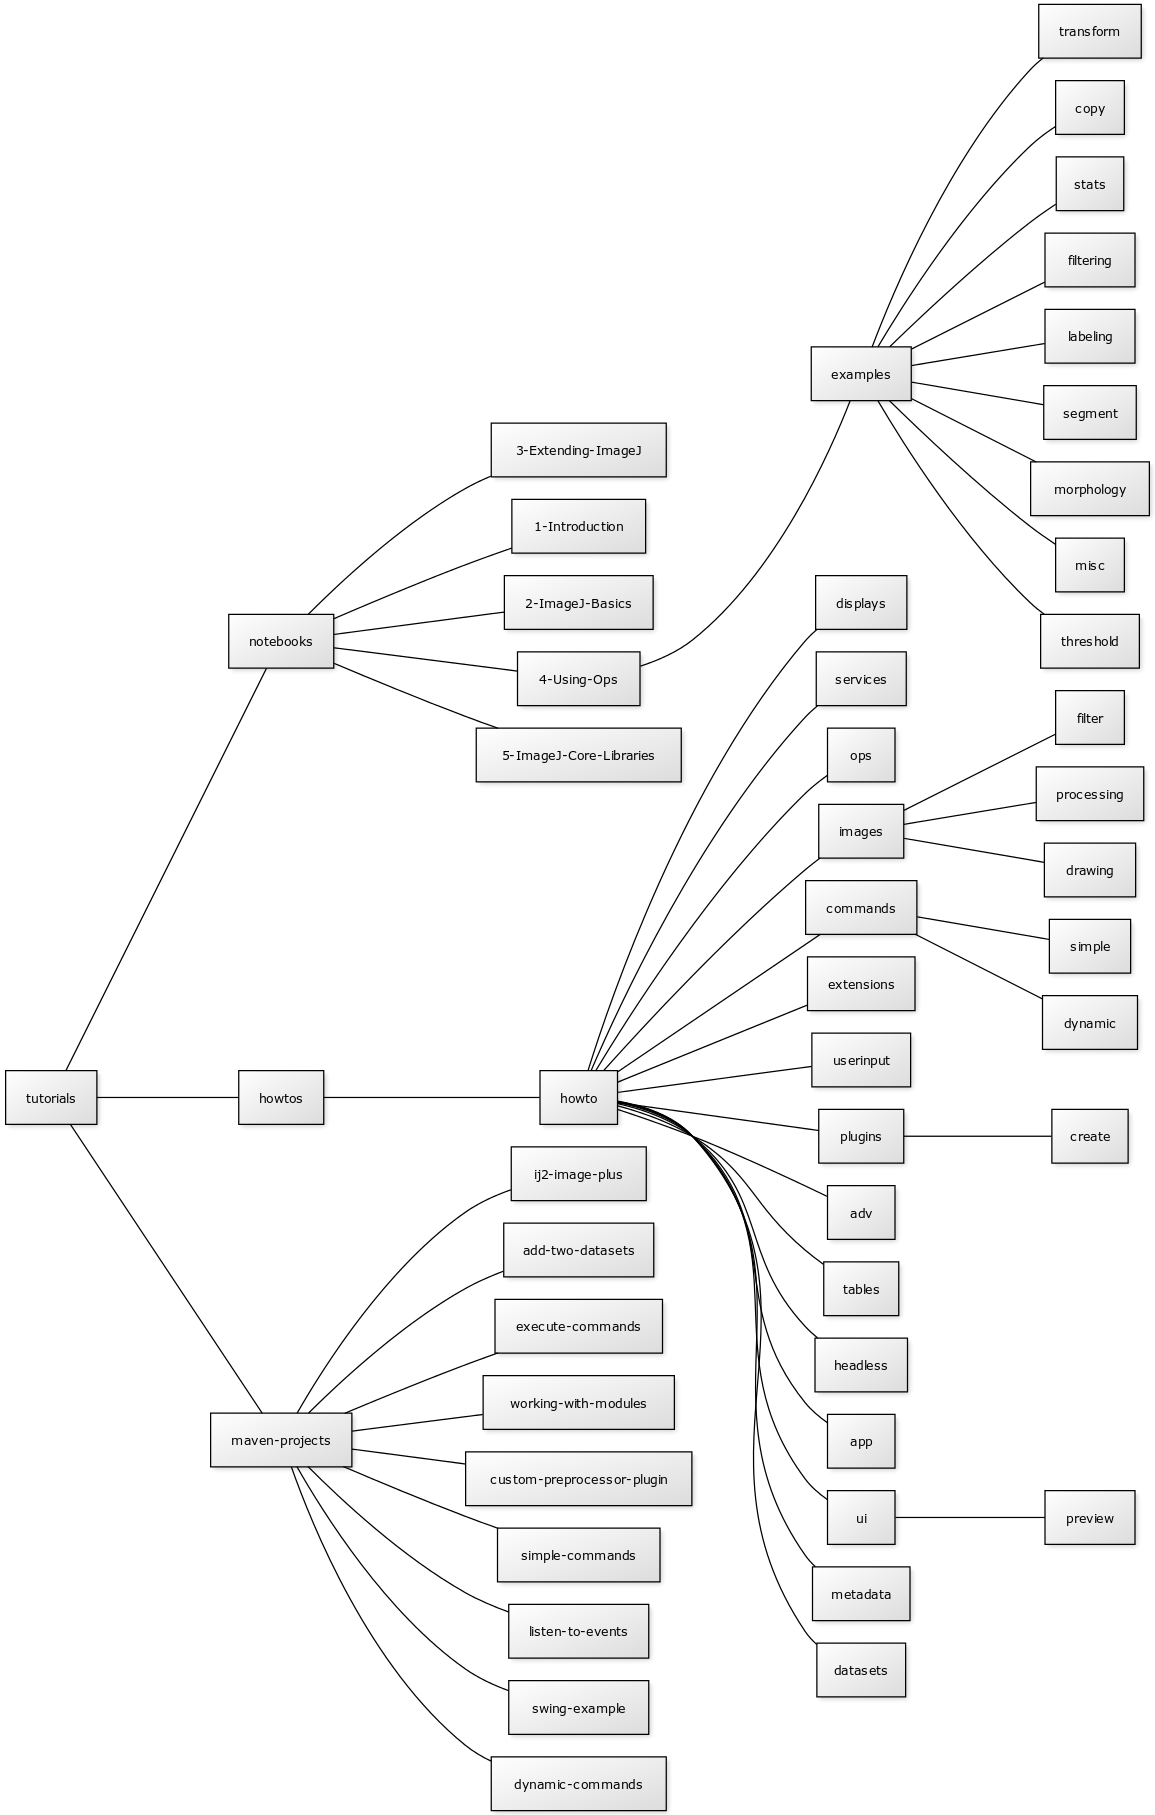 transform
copy
stats
filtering
labeling
examples
segment
3-Extending-ImageJ
morphology
1-Introduction
misc
2-ImageJ-Basics
displays
notebooks
threshold
4-Using-Ops
services
filter
5-ImageJ-Core-Libraries
ops
processing
images
drawing
commands
simple
extensions
dynamic
userinput
tutorials
howtos
howto
plugins
create
ij2-image-plus
adv
add-two-datasets
tables
execute-commands
headless
working-with-modules
maven-projects
app
custom-preprocessor-plugin
ui
preview
simple-commands
metadata
listen-to-events
datasets
swing-example
dynamic-commands